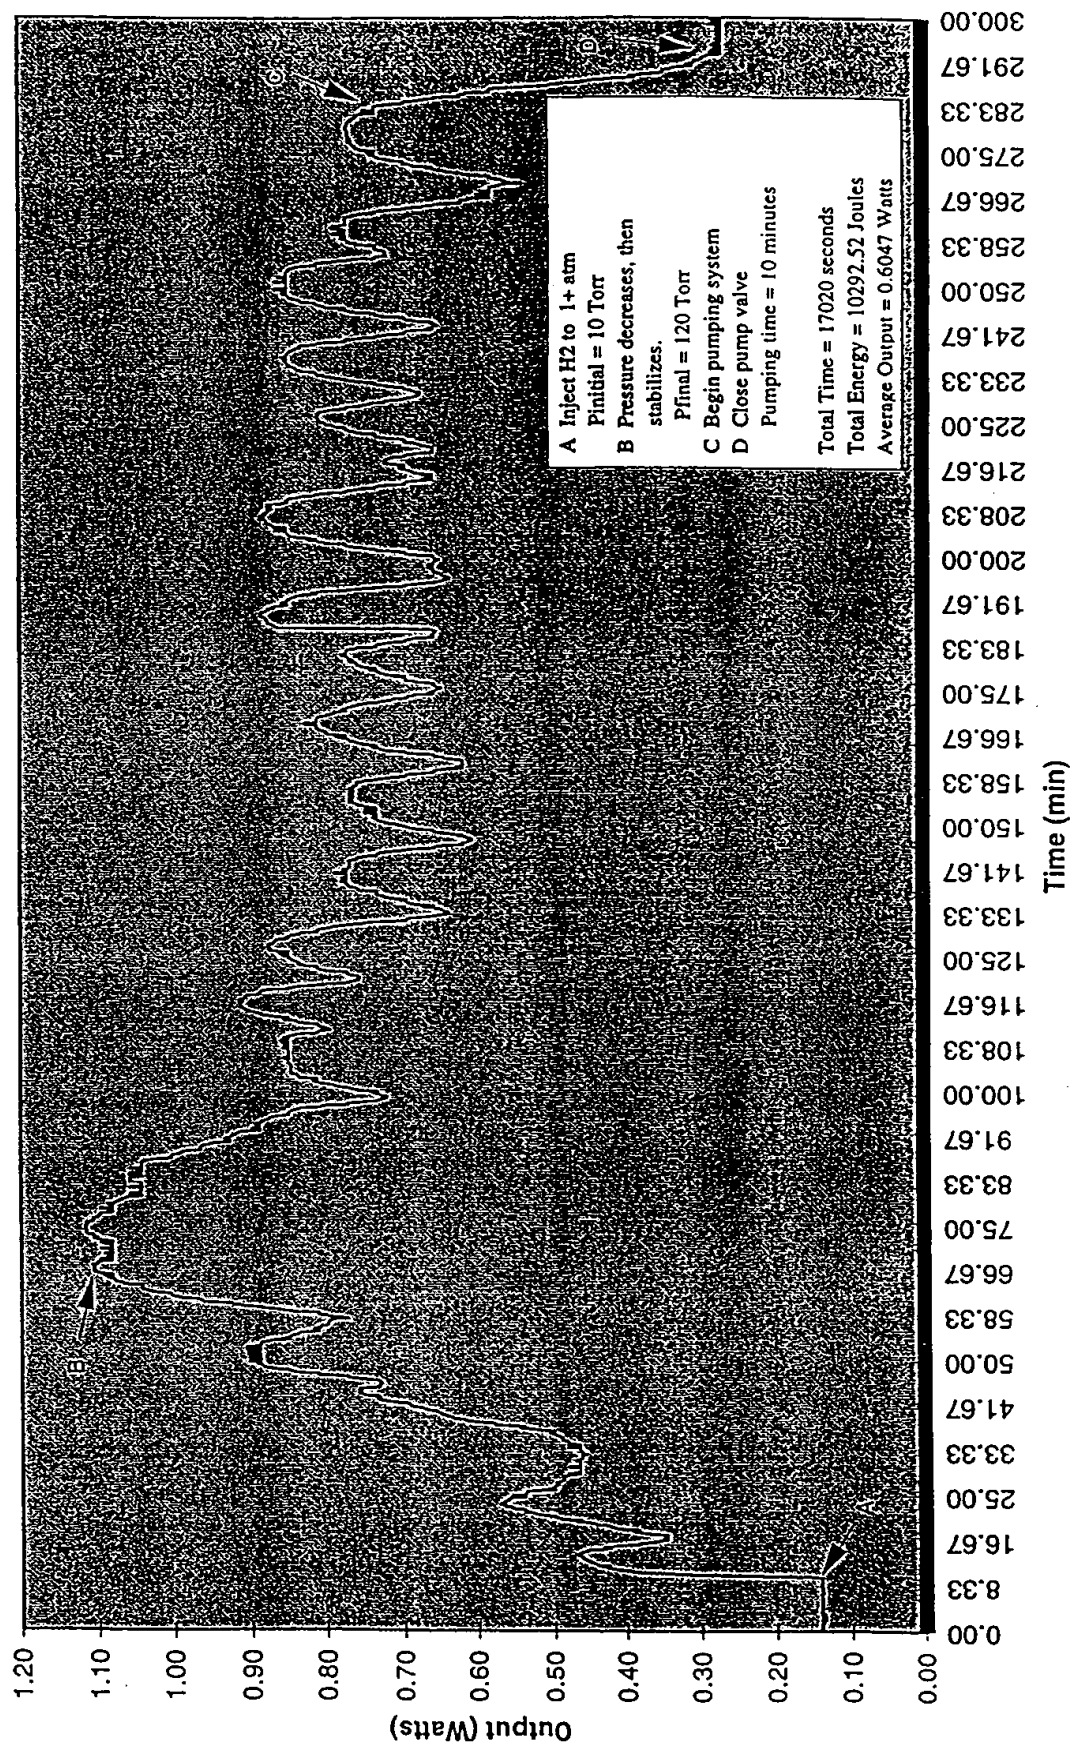 Output (Watts)
1.20
1.10
1.00
0.90
0.80
0.70
0.60
0.50
0.40
0.30
0.20
0.10
0.00
B
C
D
A
A Inject H2 to 1+ atm
Pinitial = 10 Torr
B Pressure decreases, then
stabilizes.
Pfinal = 120 Torr
C Begin pumping system
D Close pump valve
Pumping time = 10 minutes
Total Time = 17020 seconds
Total Energy = 10292.52 Joules
Average Output = 0.6047 Watts
0.00
8.33
16.67
25.00
33.33
41.67
50.00
58.33
66.67
75.00
83.33
91.67
100.00
108.33
116.67
125.00
133.33
141.67
150.00
158.33
166.67
175.00
183.33
191.67
200.00
208.33
216.67
225.00
233.33
241.67
250.00
258.33
266.67
275.00
283.33
291.67
300.00
Time (min)